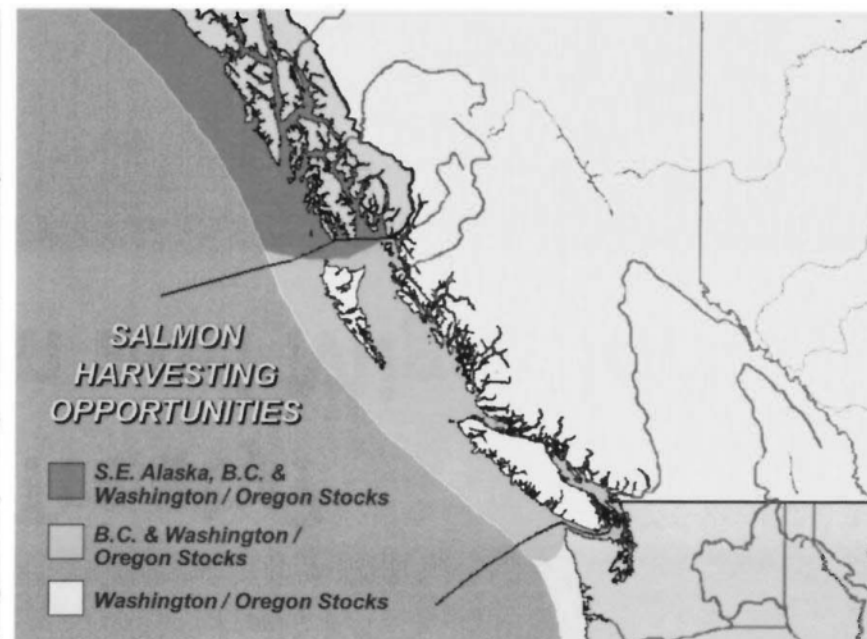 SALMON
HARVESTING
OPPORTUNITIES
S.E. Alaska, B.C. &
Washington / Oregon Stocks
B.C. & Washington /
Oregon Stocks
Washington / Oregon Stocks